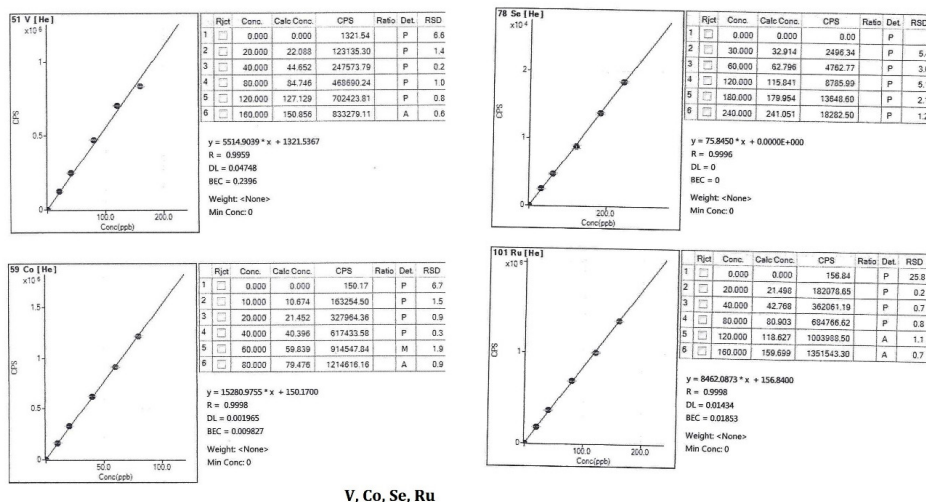 51 V [He]
x10 6
1
0.5
0
CPS
100.0 200.0
Conc(ppb)
Rjct Conc. Calc Conc. CPS Ratio Det. RSD
1 0.000 0.000 1321.54 P 6.6
2 20.000 22.088 123135.30 P 1.4
3 40.000 44.652 247573.79 P 0.2
4 80.000 84.746 468690.24 P 1.0
5 120.000 127.129 702423.81 P 0.8
6 160.000 150.856 833279.11 A 0.6
y = 5514.9039 * x + 1321.5367
R = 0.9959
DL = 0.04748
BEC = 0.2396
Weight: <None>
Min Conc: 0
78 Se [He]
x10 4
2
1
0
CPS
200.0
Conc(ppb)
Rjct Conc. Calc Conc. CPS Ratio Det. RSD
1 0.000 0.000 0.00 P
2 30.000 32.914 2496.34 P 5.
3 60.000 62.796 4762.77 P 3.
4 120.000 115.841 8785.99 P 5.
5 180.000 179.954 13648.60 P 2.
6 240.000 241.051 18282.50 P 1.2
y = 75.8450 * x + 0.0000E+000
R = 0.9996
DL = 0
BEC = 0
Weight: <None>
Min Conc: 0
59 Co [He]
x10 6
1.5
1
0.5
0
CPS
50.0 100.0
Conc(ppb)
Rjct Conc. Calc Conc. CPS Ratio Det. RSD
1 0.000 0.000 150.17 P 6.7
2 10.000 10.674 163254.50 P 1.5
3 20.000 21.452 327964.36 P 0.9
4 40.000 40.396 617433.58 P 0.3
5 60.000 59.839 914547.84 M 1.9
6 80.000 79.476 1214616.16 A 0.9
y = 15280.9755 * x + 150.1700
R = 0.9998
DL = 0.001965
BEC = 0.009827
Weight: <None>
Min Conc: 0
101 Ru [He]
x10 6
1
0
CPS
100.0 200.0
Conc(ppb)
Rjct Conc. Calc Conc. CPS Ratio Det. RSD
1 0.000 0.000 156.84 P 25.8
2 20.000 21.498 182078.65 P 0.2
3 40.000 42.768 362061.19 P 0.7
4 80.000 80.903 684766.62 P 0.8
5 120.000 118.627 1003988.50 A 1.1
6 160.000 159.699 1351543.30 A 0.7
y = 8462.0873 * x + 156.8400
R = 0.9998
DL = 0.01434
BEC = 0.01853
Weight: <None>
Min Conc: 0
V, Co, Se, Ru